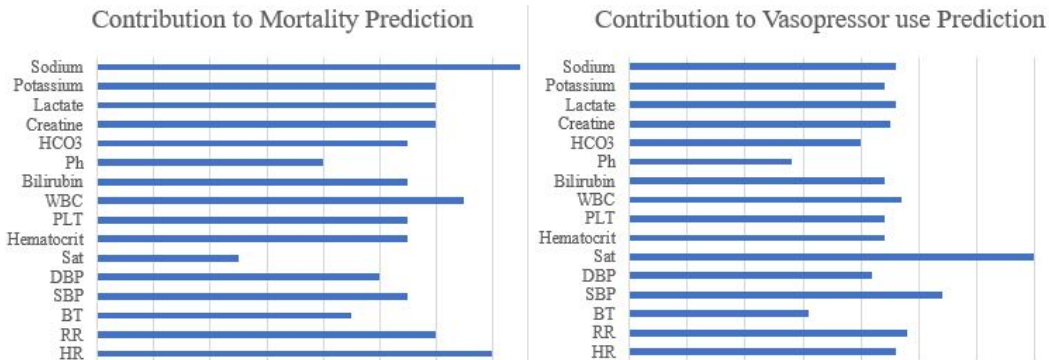 Contribution to Mortality Prediction
Sodium
Potassium
Lactate
Creatine
HCO3
Ph
Bilirubin
WBC
PLT
Hematocrit
Sat
DBP
SBP
BT
RR
HR
Contribution to Vasopressor use Prediction
Sodium
Potassium
Lactate
Creatine
HCO3
Ph
Bilirubin
WBC
PLT
Hematocrit
Sat
DBP
SBP
BT
RR
HR